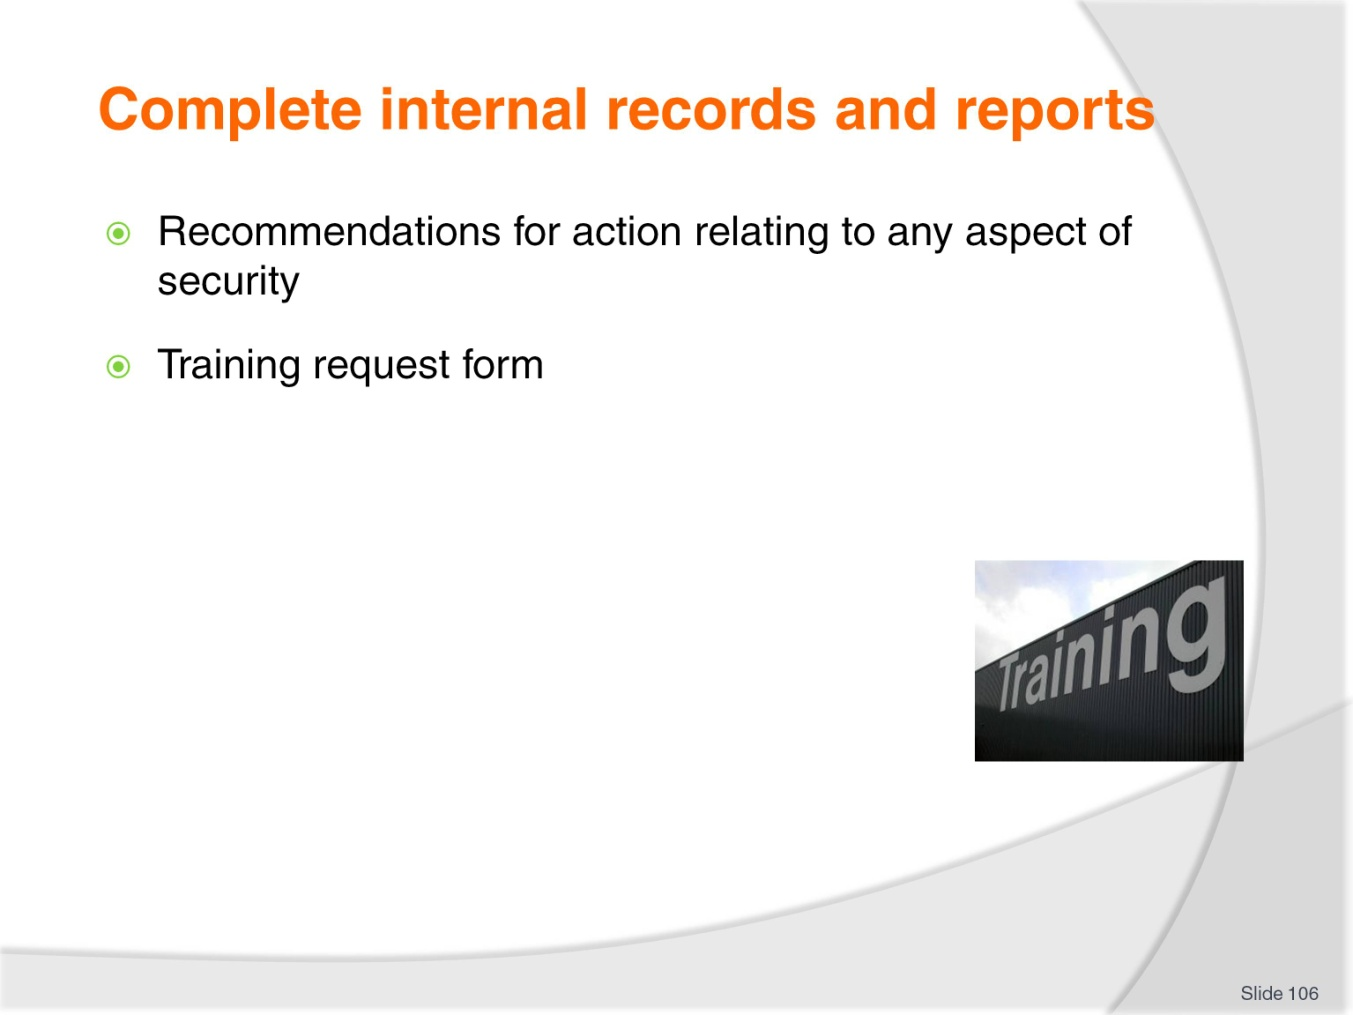 Complete internal records and reports
Recommendations for action relating to any aspect of
security
Training request form
Training
Slide 106